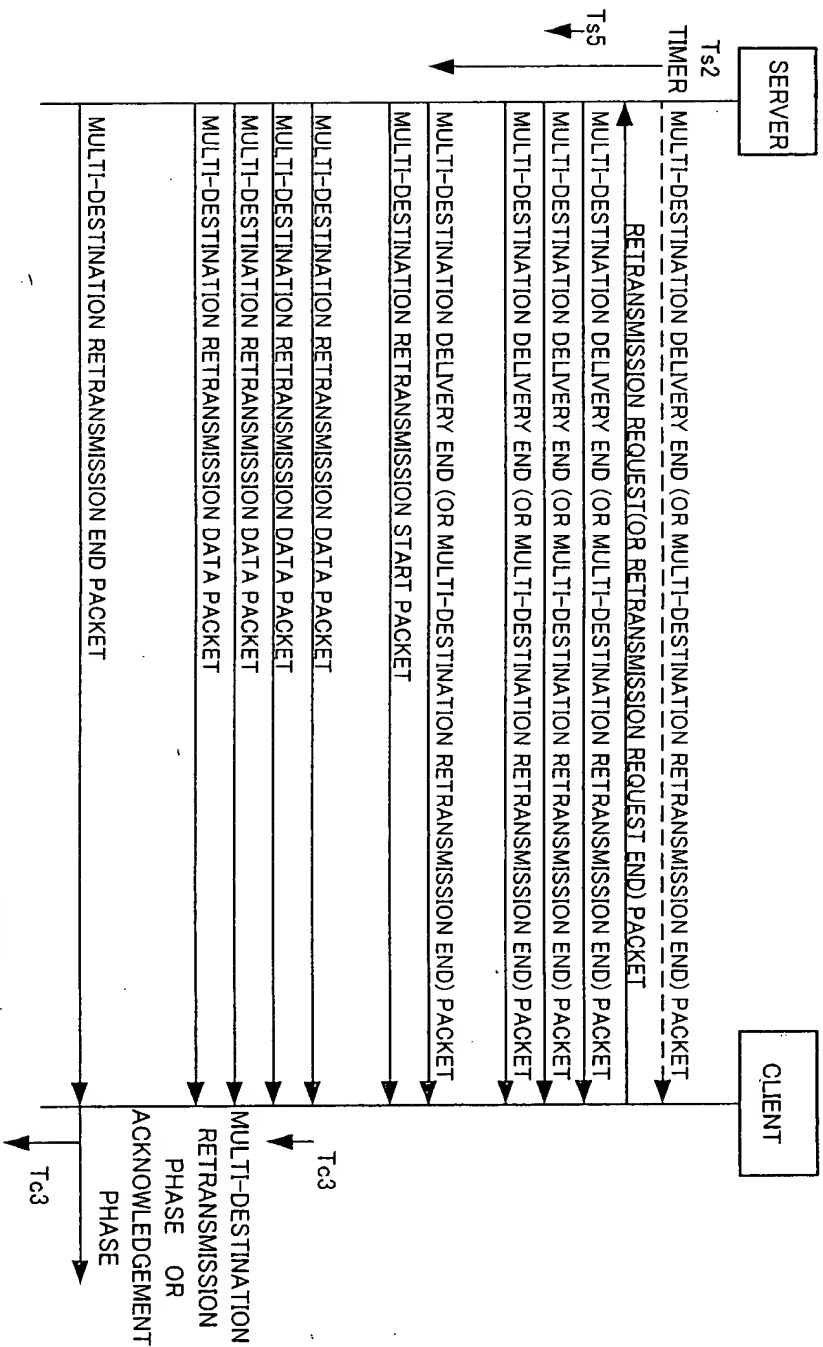 SERVER
CLIENT
Ts2
TIMER
Ts5
MULTI-DESTINATION DELIVERY END (OR MULTI-DESTINATION RETRANSMISSION END) PACKET
RETRANSMISSION REQUEST(OR RETRANSMISSION REQUEST END) PACKET
MULTI-DESTINATION DELIVERY END (OR MULTI-DESTINATION RETRANSMISSION END) PACKET
MULTI-DESTINATION DELIVERY END (OR MULTI-DESTINATION RETRANSMISSION END) PACKET
MULTI-DESTINATION DELIVERY END (OR MULTI-DESTINATION RETRANSMISSION END) PACKET
MULTI-DESTINATION DELIVERY END (OR MULTI-DESTINATION RETRANSMISSION END) PACKET
MULTI-DESTINATION RETRANSMISSION START PACKET
MULTI-DESTINATION RETRANSMISSION DATA PACKET
MULTI-DESTINATION RETRANSMISSION DATA PACKET
MULTI-DESTINATION RETRANSMISSION DATA PACKET
MULTI-DESTINATION RETRANSMISSION DATA PACKET
MULTI-DESTINATION RETRANSMISSION END PACKET
Tc3
MULTI-DESTINATION
RETRANSMISSION
PHASE OR
ACKNOWLEDGEMENT
PHASE
Tc3